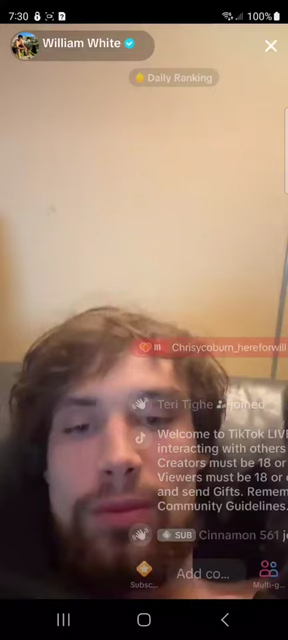 7:30
100%
William White
Daily Ranking
Chrisycoburn_hereforwill
Teri Tighe joined
Welcome to TikTok LIV
interacting with others
Creators must be 18 or
Viewers must be 18 or
and send Gifts. Remem
Community Guidelines.
SUB Cinnamon 561 j
Subsc...
Add co...
Multi-g...